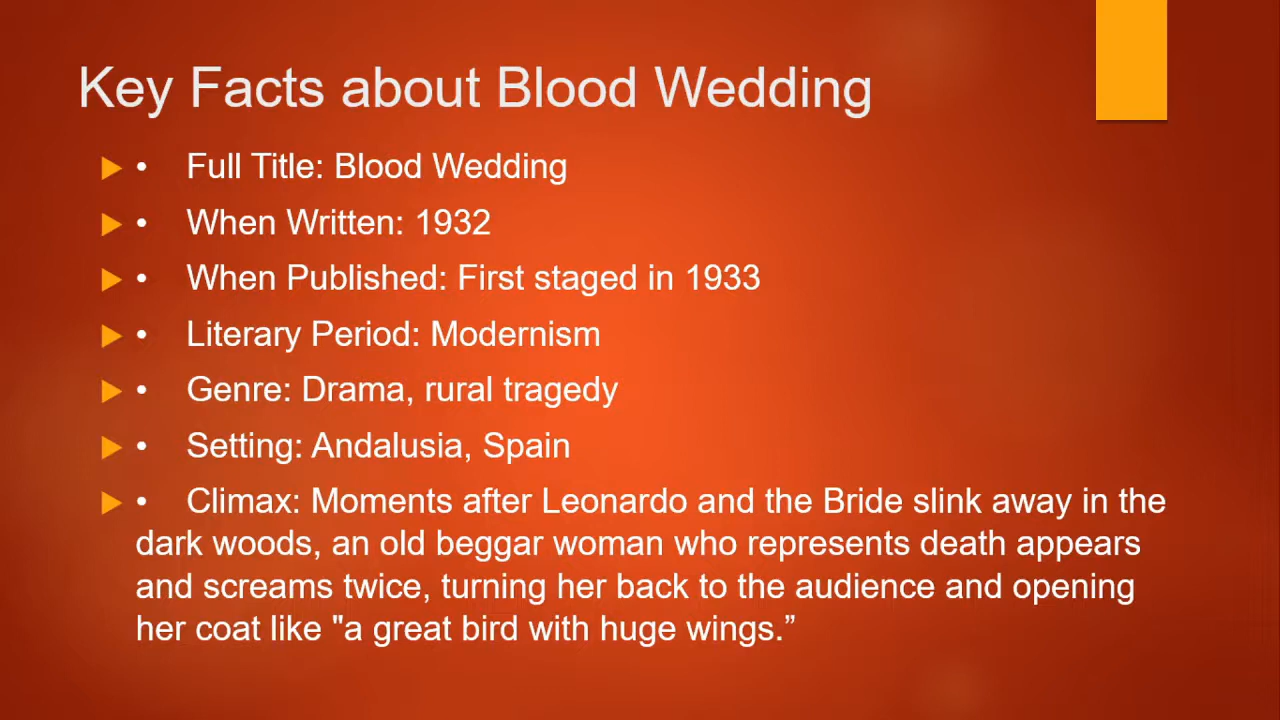 Key Facts about Blood Wedding
• Full Title: Blood Wedding
• When Written: 1932
• When Published: First staged in 1933
• Literary Period: Modernism
• Genre: Drama, rural tragedy
• Setting: Andalusia, Spain
• Climax: Moments after Leonardo and the Bride slink away in the
dark woods, an old beggar woman who represents death appears
and screams twice, turning her back to the audience and opening
her coat like "a great bird with huge wings.”